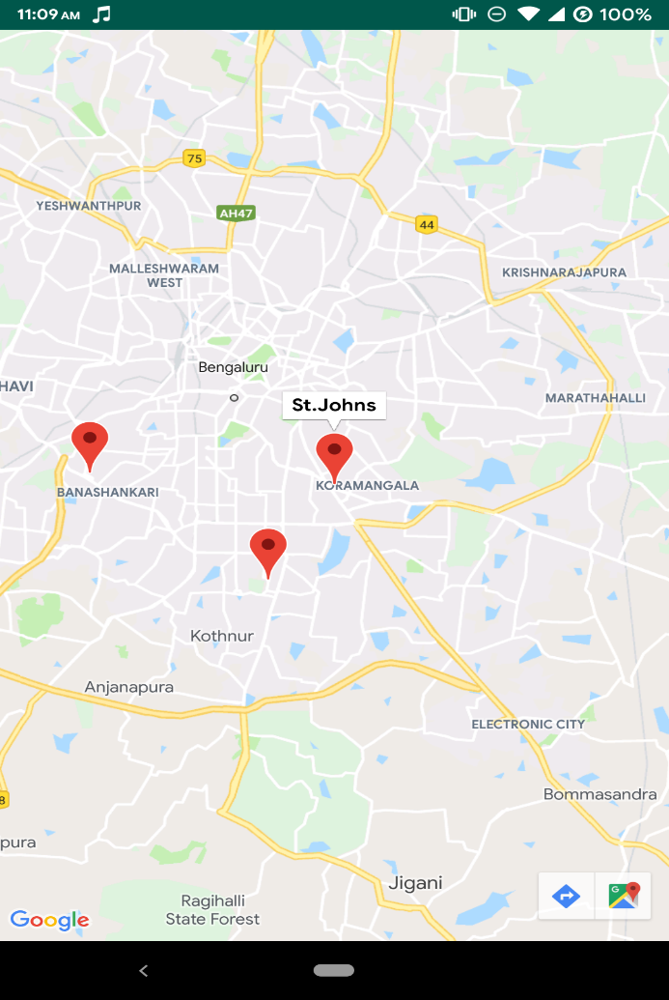 11:09 AM
100%
75
YESHWANTHPUR
AH47
44
MALLESHWARAM
WEST
KRISHNARAJAPURA
Bengaluru
HAVI
MARATHAHALLI
St.Johns
KORAMANGALA
BANASHANKARI
Kothnur
Anjanapura
ELECTRONIC CITY
Bommasandra
8
pura
Jigani
Ragihalli
State Forest
Google
G